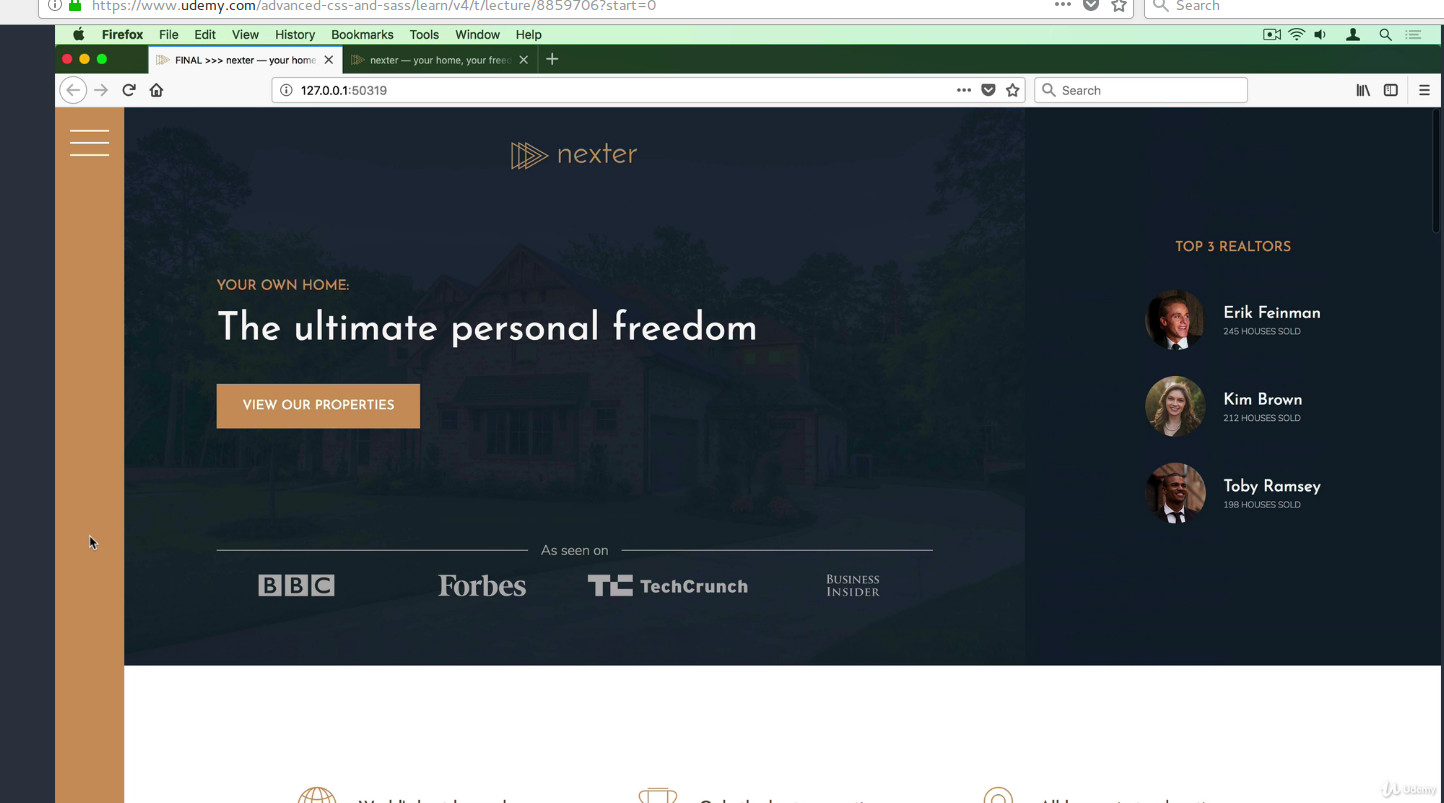 https://www.udemy.com/advanced-css-and-sass/learn/v4/t/lecture/8859706?start=0
Search
Firefox File Edit View History Bookmarks Tools Window Help
FINAL >>> nexter — your home
nexter — your home, your freed
127.0.0.1:50319
Search
nexter
YOUR OWN HOME:
The ultimate personal freedom
VIEW OUR PROPERTIES
As seen on
BBC
Forbes
TC TechCrunch
BUSINESS
INSIDER
TOP 3 REALTORS
Erik Feinman
245 HOUSES SOLD
Kim Brown
212 HOUSES SOLD
Toby Ramsey
198 HOUSES SOLD
Udemy